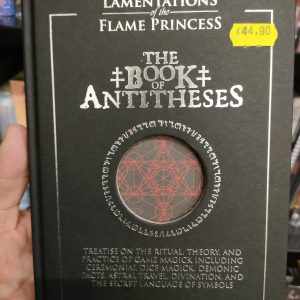 LAMENTATIONS
of the
FLAME PRINCESS
€44,90
THE
‡BOOK‡
OF
ANTITHESES
TREATISE ON THE RITUAL, THEORY, AND
PRACTICE OF GAME MAGICK INCLUDING
CEREMONIAL DICE MAGICK, DEMONIC
PACTS, ASTRAL TRAVEL, DIVINATION, AND
THE SECRET LANGUAGE OF SYMBOLS